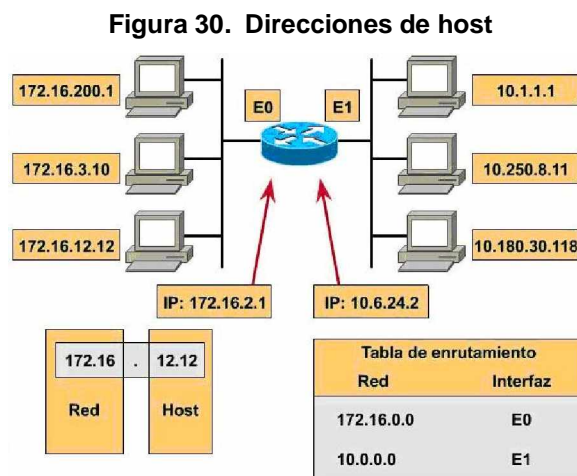 Figura 30. Direcciones de host
172.16.200.1
E0
E1
10.1.1.1
172.16.3.10
10.250.8.11
172.16.12.12
10.180.30.118
IP: 172.16.2.1
IP: 10.6.24.2
172.16 . 12.12
Red
Host
Tabla de enrutamiento
Red Interfaz
172.16.0.0 E0
10.0.0.0 E1